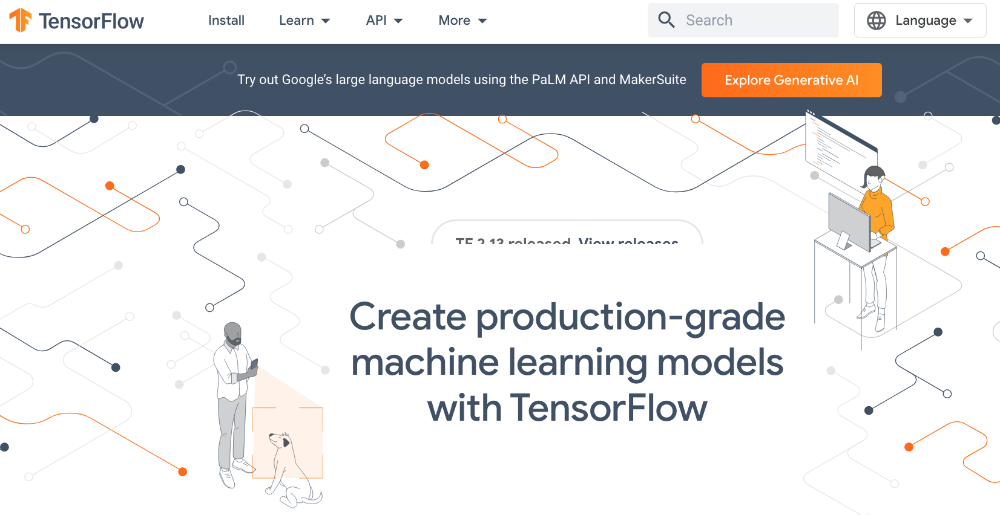 TensorFlow
Install
Learn
API
More
Search
Language
Try out Google’s large language models using the PaLM API and MakerSuite
Explore Generative AI
TF 2.13 released View releases
Create production-grade
machine learning models
with TensorFlow